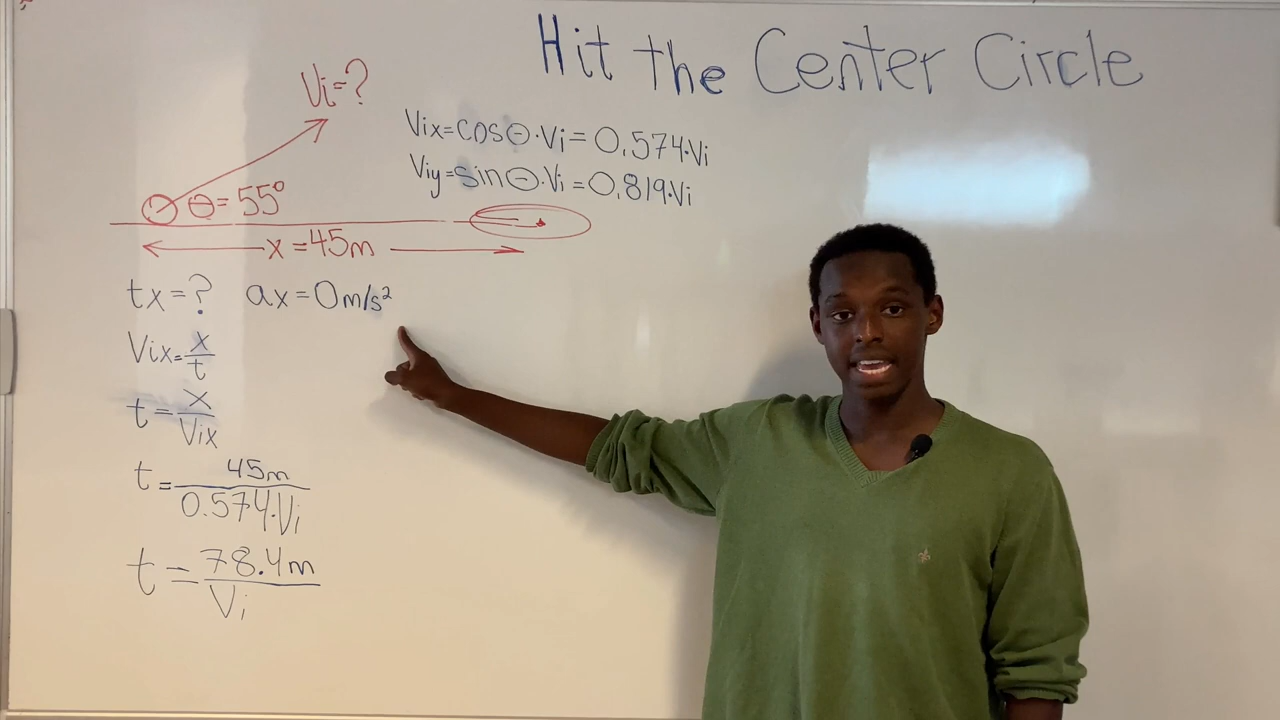 Hit the Center Circle
Vi=?
Vix=cosΘ·Vi=0,574·Vi
Viy=sinΘ·Vi=0,819·Vi
Θ=55°
x=45m
tx=? ax=0m/s²
Vix=x/t
t=x/Vix
t=45m/0.574·Vi
t=78.4m/Vi